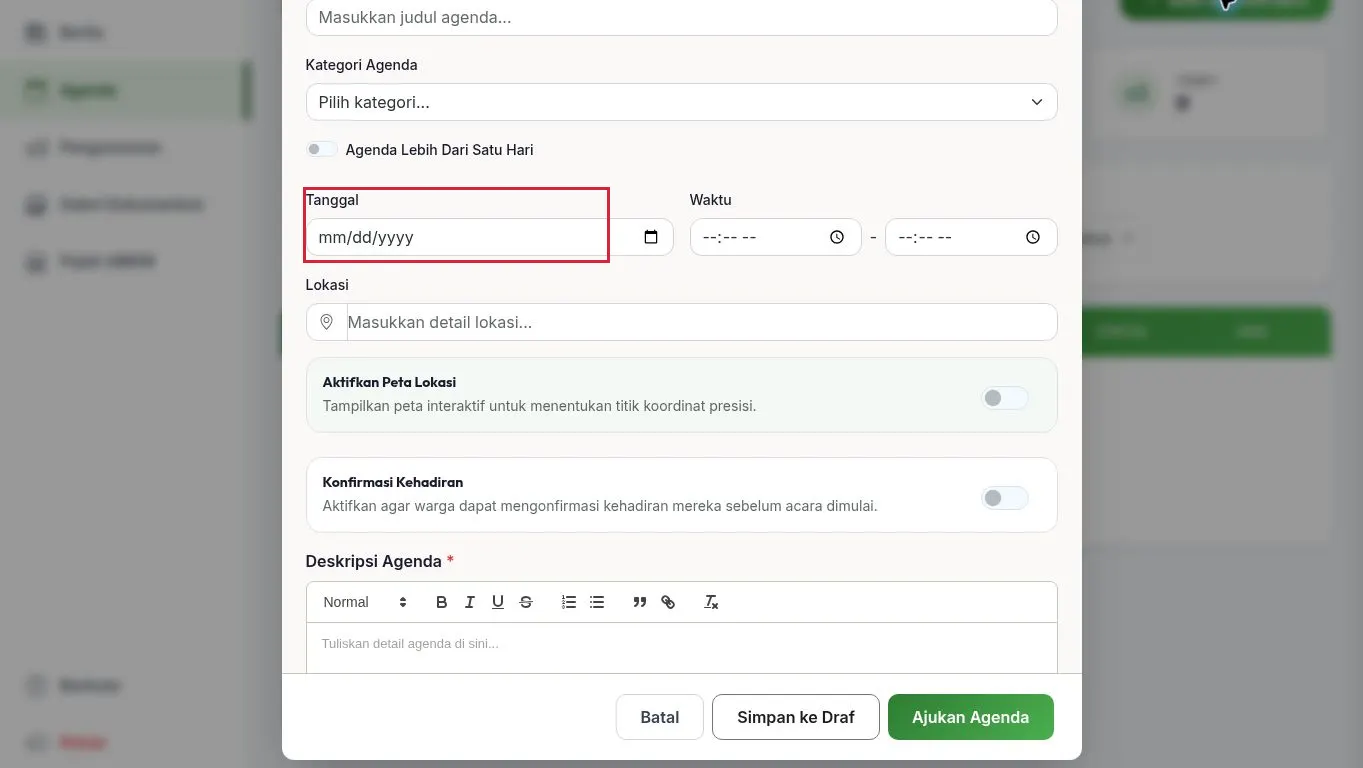 Masukkan judul agenda...
Kategori Agenda
Pilih kategori...
Agenda Lebih Dari Satu Hari
Tanggal
Waktu
mm/dd/yyyy
--:-- --
-
--:-- --
Lokasi
Masukkan detail lokasi...
Aktifkan Peta Lokasi
Tampilkan peta interaktif untuk menentukan titik koordinat presisi.
Konfirmasi Kehadiran
Aktifkan agar warga dapat mengonfirmasi kehadiran mereka sebelum acara dimulai.
Deskripsi Agenda *
Normal
Tuliskan detail agenda di sini...
Batal
Simpan ke Draf
Ajukan Agenda